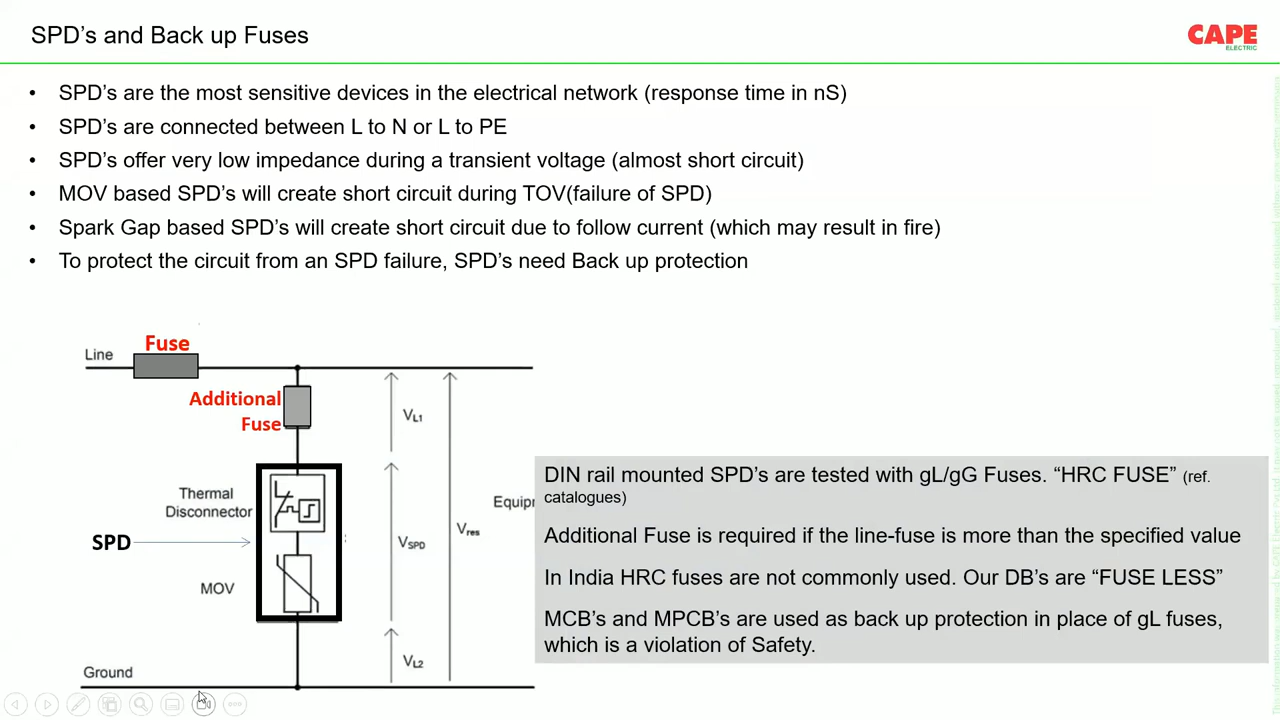 SPD's and Back up Fuses
CAPE
ELECTRIC
• SPD's are the most sensitive devices in the electrical network (response time in nS)
• SPD's are connected between L to N or L to PE
• SPD's offer very low impedance during a transient voltage (almost short circuit)
• MOV based SPD's will create short circuit during TOV(failure of SPD)
• Spark Gap based SPD's will create short circuit due to follow current (which may result in fire)
• To protect the circuit from an SPD failure, SPD's need Back up protection
Fuse
Line
Additional
Fuse
VL1
Thermal
Disconnector
SPD
VSPD
Vres
Equip
MOV
VL2
Ground
DIN rail mounted SPD's are tested with gL/gG Fuses. “HRC FUSE” (ref.
catalogues)
Additional Fuse is required if the line-fuse is more than the specified value
In India HRC fuses are not commonly used. Our DB's are “FUSE LESS”
MCB's and MPCB's are used as back up protection in place of gL fuses,
which is a violation of Safety.